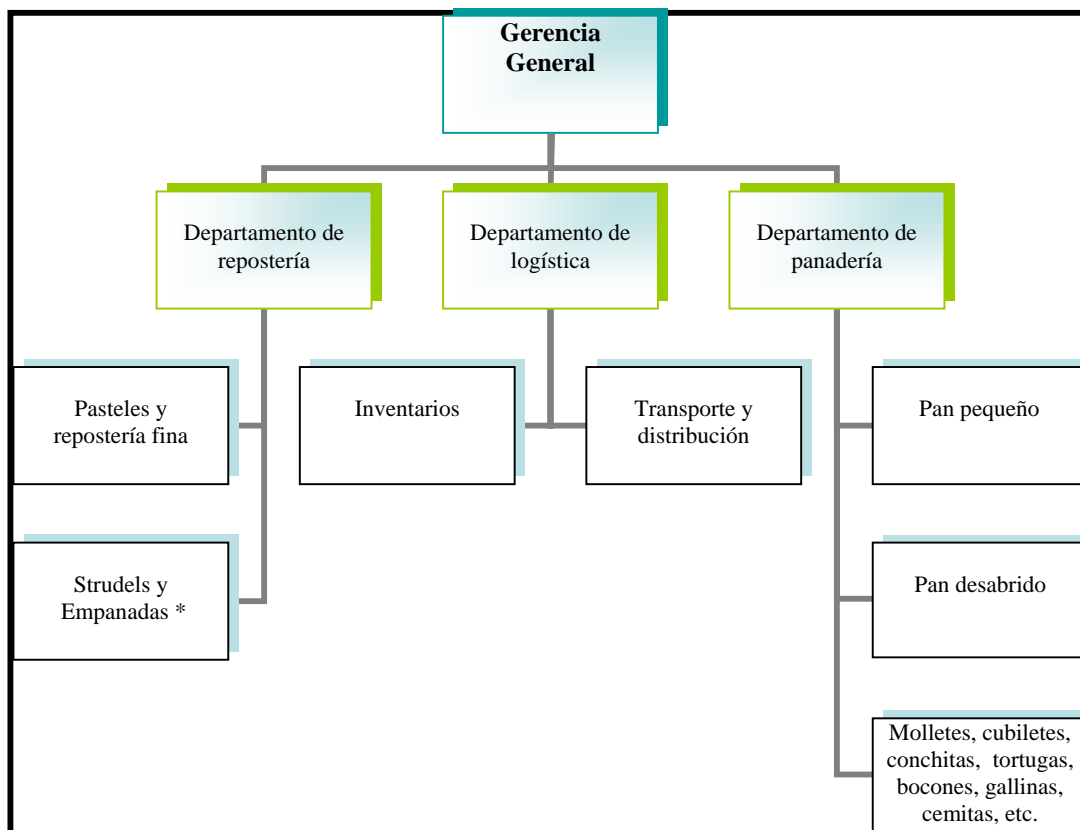 Gerencia
General
Departamento de
repostería
Departamento de
logística
Departamento de
panadería
Pasteles y
repostería fina
Inventarios
Transporte y
distribución
Pan pequeño
Strudels y
Empanadas *
Pan desabrido
Molletes, cubiletes,
conchitas, tortugas,
bocones, gallinas,
cemitas, etc.